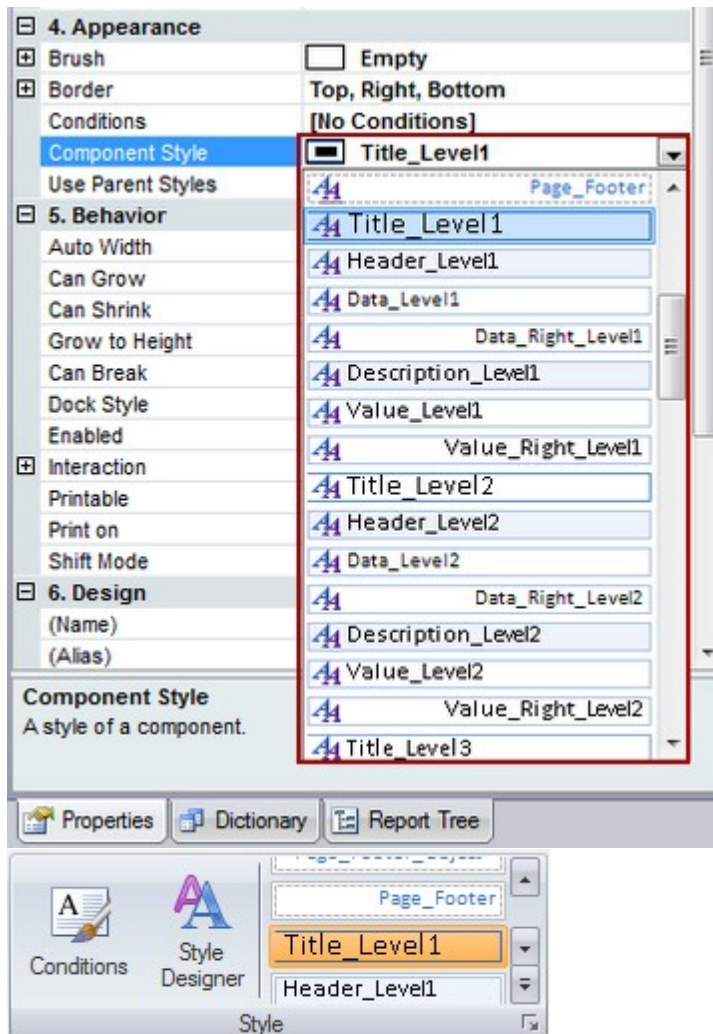 4. Appearance
Brush Empty
Border Top, Right, Bottom
Conditions [No Conditions]
Component Style Title_Level1
Use Parent Styles
Page_Footer
Title_Level1
5. Behavior
Auto Width
Header_Level1
Can Grow
Data_Level1
Can Shrink
Grow to Height
Data_Right_Level1
Can Break
Description_Level1
Dock Style
Value_Level1
Enabled
Value_Right_Level1
Interaction
Title_Level2
Printable
Print on
Header_Level2
Shift Mode
Data_Level2
6. Design
Data_Right_Level2
(Name)
Description_Level2
(Alias)
Value_Level2
Component Style
Value_Right_Level2
A style of a component.
Title_Level3
Properties Dictionary Report Tree
Page_Footer
Title_Level1
Header_Level1
Conditions
Style Designer
Style